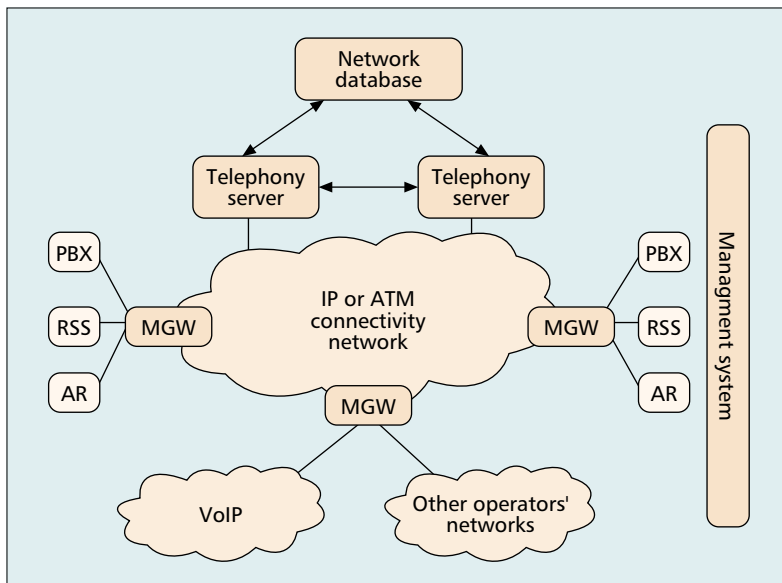 Network
database
Telephony
server
Telephony
server
PBX
RSS
AR
MGW
IP or ATM
connectivity
network
MGW
PBX
RSS
AR
MGW
VoIP
Other operators'
networks
Managment system